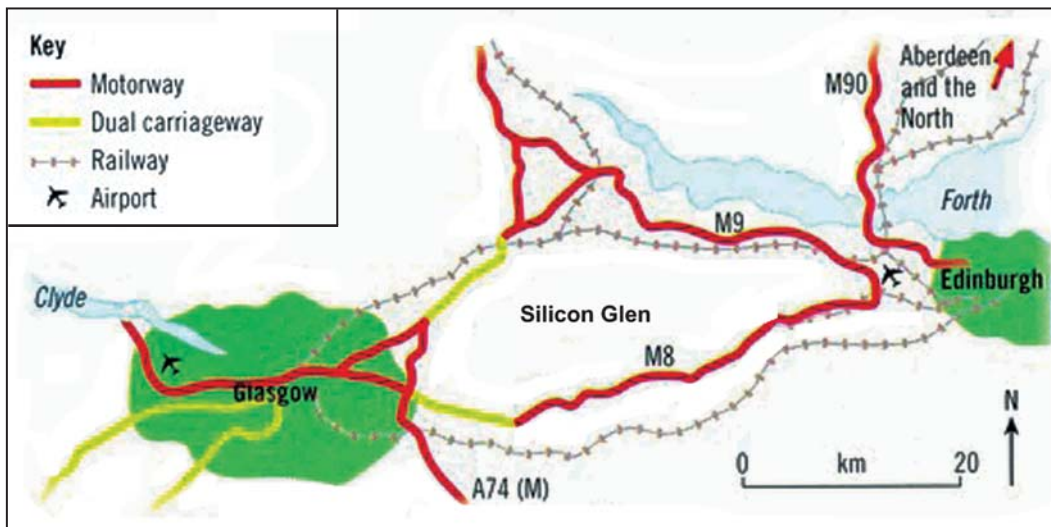 Key
Motorway
Dual carriageway
Railway
Airport
M90
Aberdeen
and the
North
Forth
M9
Edinburgh
Clyde
Silicon Glen
M8
Glasgow
A74 (M)
N
0 km 20